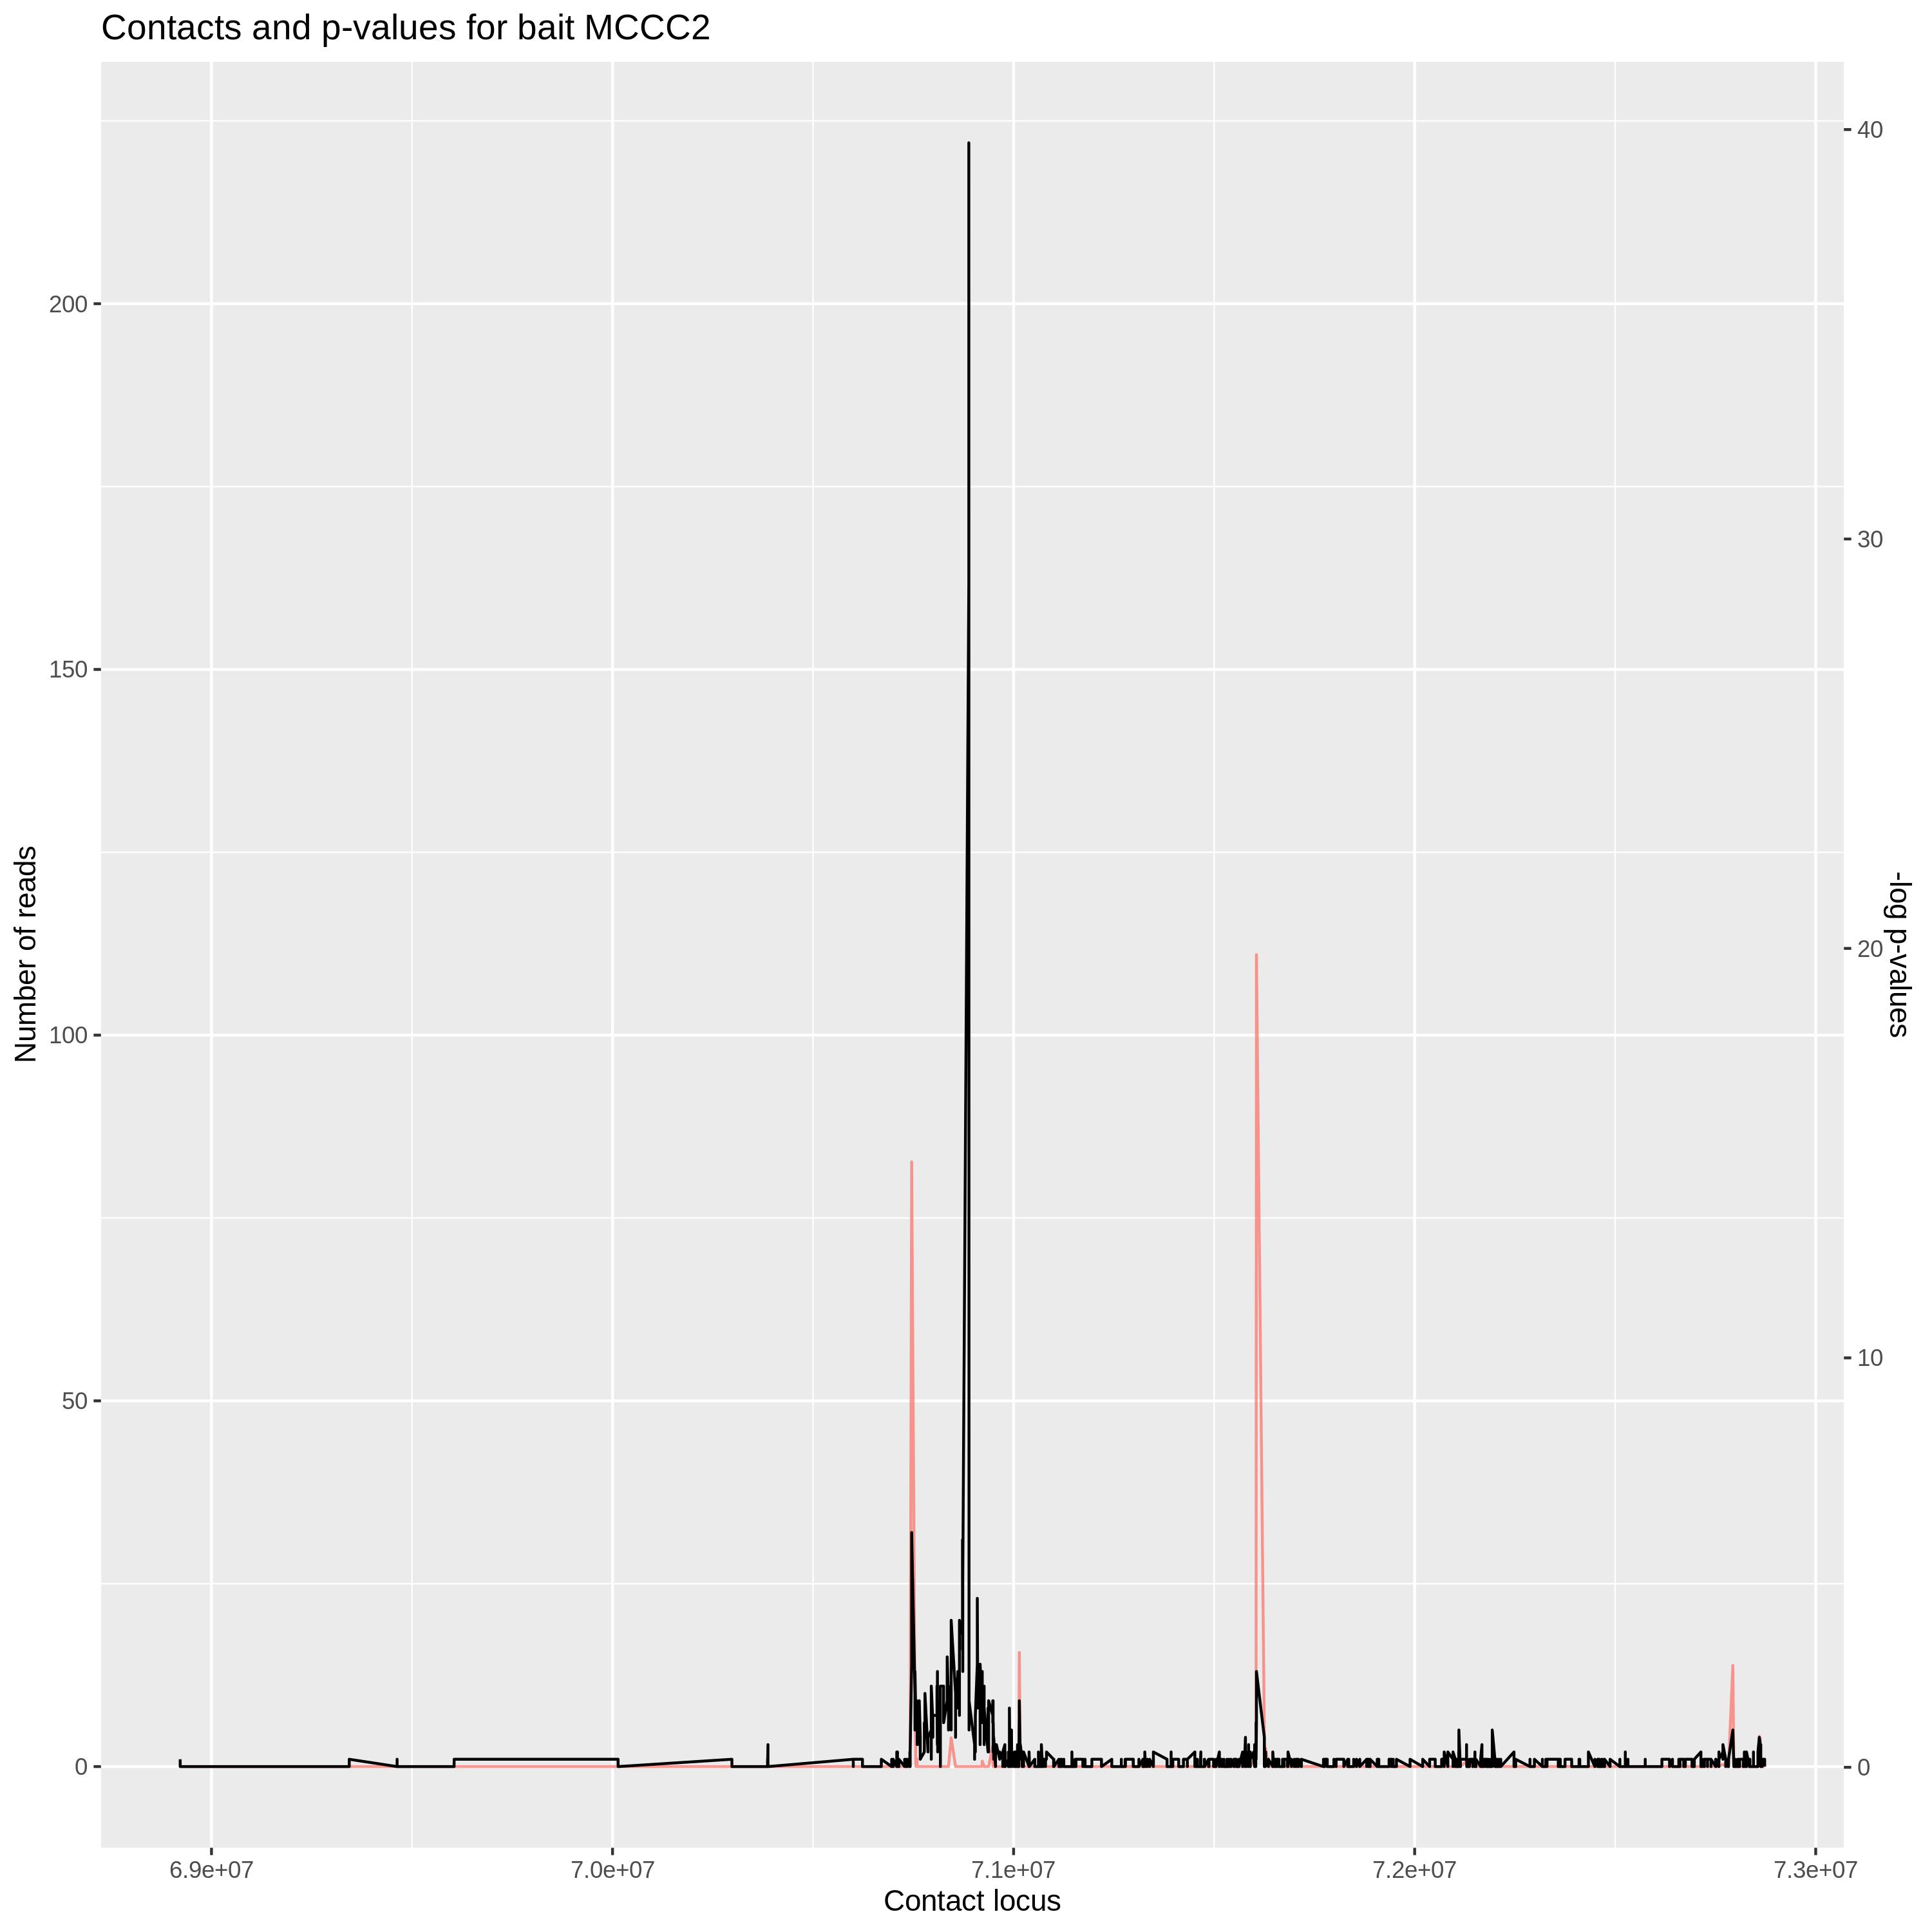 Contacts and p-values for bait MCCC2
Number of reads
200
150
100
50
0
40
30
20
10
0
-log p-values
6.9e+07
7.0e+07
7.1e+07
7.2e+07
7.3e+07
Contact locus